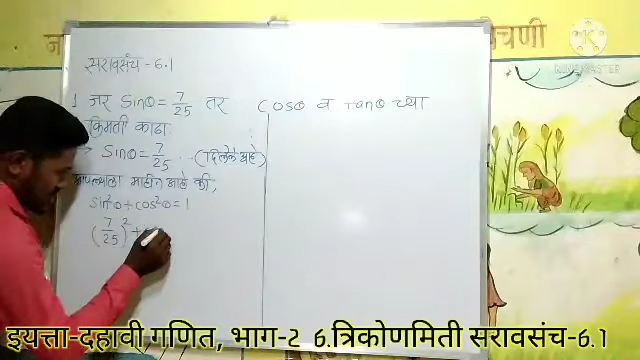 सरावसंच - 6.1
1 जर sinθ = 7/25 तर cosθ व Tanθ च्या
किमती काढा
sinθ = 7/25 ... (दिलेले आहे)
आपल्याला माहीत आहे की,
sin²θ + cos²θ = 1
(7/25)² +
KINEMASTER
इयत्ता-दहावी गणित, भाग-2 6.त्रिकोणमिती सरावसंच-6.1